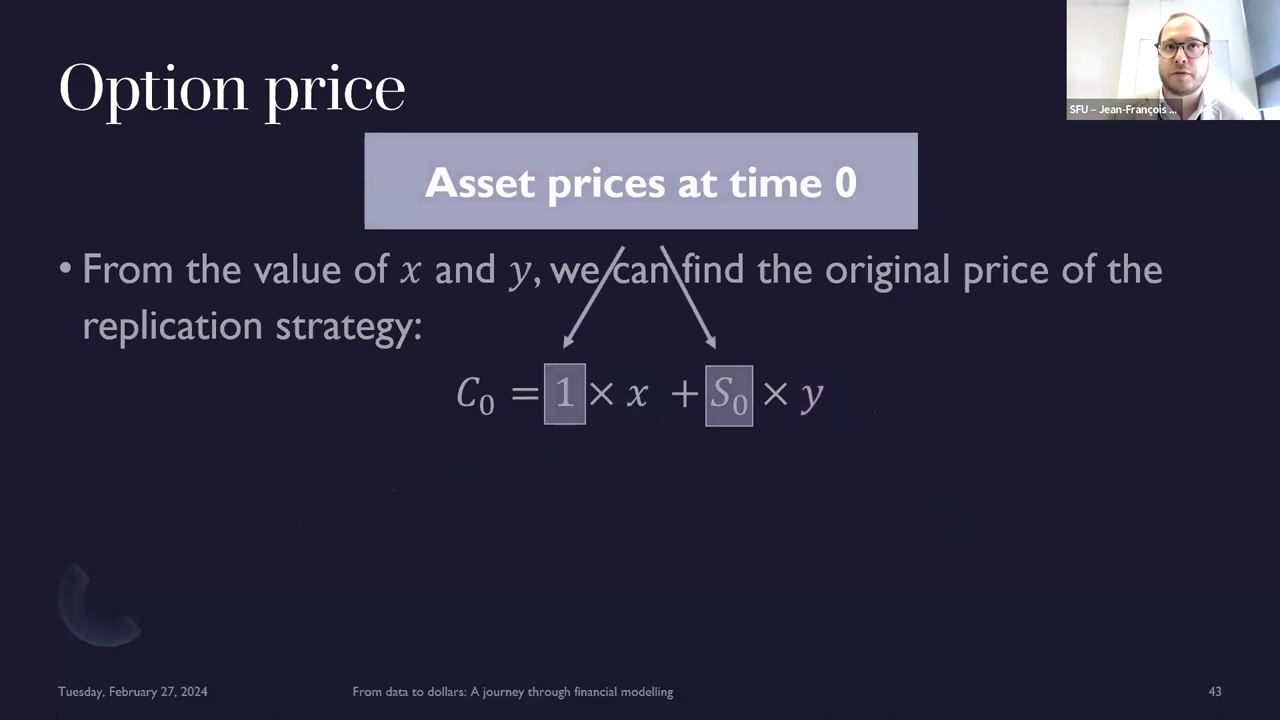 Option price
SFU – Jean-François ...
Asset prices at time 0
• From the value of x and y, we can find the original price of the
replication strategy:
C₀ = 1 × x + S₀ × y
Tuesday, February 27, 2024
From data to dollars: A journey through financial modelling
43